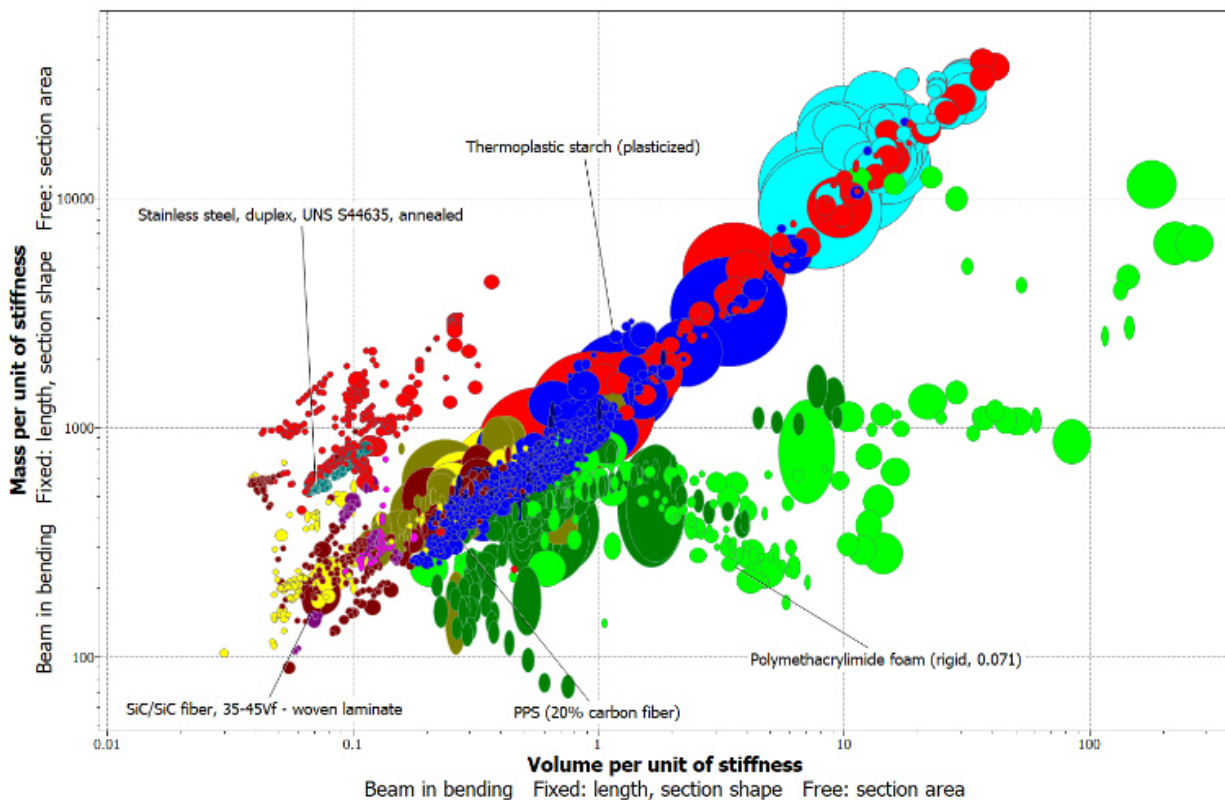 Mass per unit of stiffness
Beam in bending Fixed: length, section shape Free: section area
10000
1000
100
Thermoplastic starch (plasticized)
Stainless steel, duplex, UNS S44635, annealed
Polymethacrylimide foam (rigid, 0.071)
SiC/SiC fiber, 35-45Vf - woven laminate
PPS (20% carbon fiber)
0.01 0.1 1 10 100
Volume per unit of stiffness
Beam in bending Fixed: length, section shape Free: section area